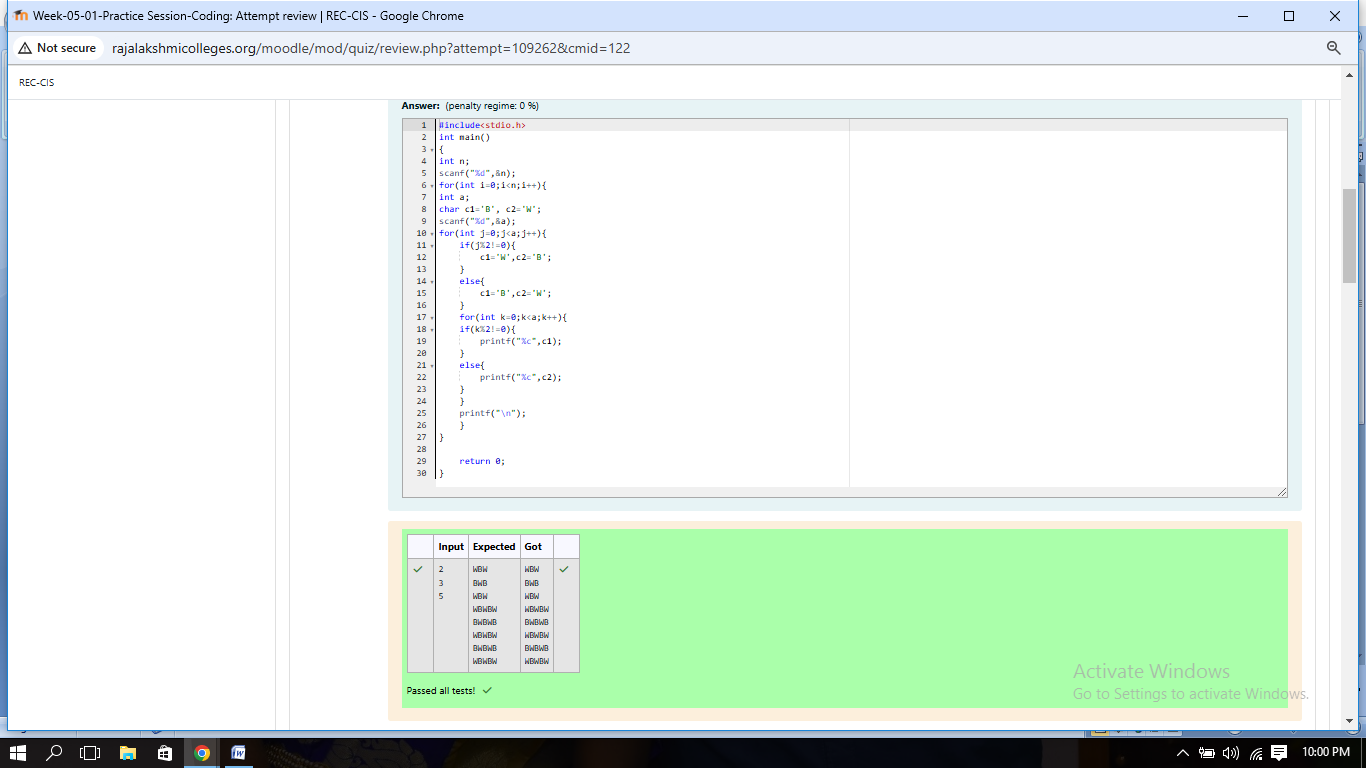 Week-05-01-Practice Session-Coding: Attempt review | REC-CIS - Google Chrome
Not secure rajalakshmicolleges.org/moodle/mod/quiz/review.php?attempt=109262&cmid=122
REC-CIS
Answer: (penalty regime: 0 %)
1 #include<stdio.h>
2 int main()
3 {
4 int n;
5 scanf("%d",&n);
6 for(int i=0;i<n;i++){
7 int a;
8 char c1='B', c2='W';
9 scanf("%d",&a);
10 for(int j=0;j<a;j++){
11 if(j%2!=0){
12 c1='W',c2='B';
13 }
14 else{
15 c1='B',c2='W';
16 }
17 for(int k=0;k<a;k++){
18 if(k%2!=0){
19 printf("%c",c1);
20 }
21 else{
22 printf("%c",c2);
23 }
24 }
25 printf("\n");
26 }
27 }
28
29 return 0;
30 }
Input Expected Got
2 WBW WBW
3 BWB BWB
5 WBW WBW
WBWBW WBWBW
BWBWB BWBWB
WBWBW WBWBW
BWBWB BWBWB
WBWBW WBWBW
Passed all tests!
Activate Windows
Go to Settings to activate Windows.
10:00 PM